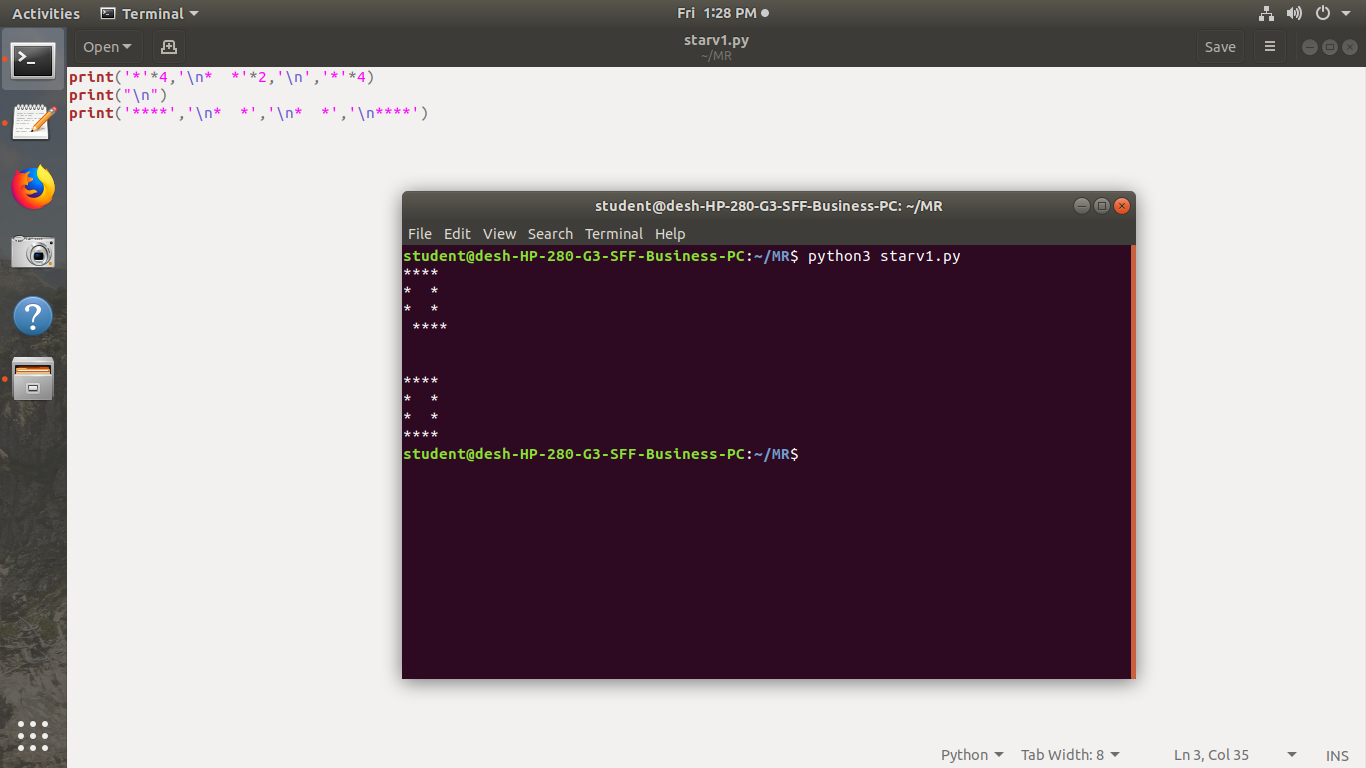 Activities Terminal Fri 1:28 PM
Open starv1.py Save
~/MR
print('*'*4,'\n*  *'*2,'\n','*'*4)
print("\n")
print('****','\n*  *','\n*  *','\n****')
student@desh-HP-280-G3-SFF-Business-PC: ~/MR
File Edit View Search Terminal Help
student@desh-HP-280-G3-SFF-Business-PC:~/MR$ python3 starv1.py
****
*  *
*  *
 ****
****
*  *
*  *
****
student@desh-HP-280-G3-SFF-Business-PC:~/MR$
Python Tab Width: 8 Ln 3, Col 35 INS